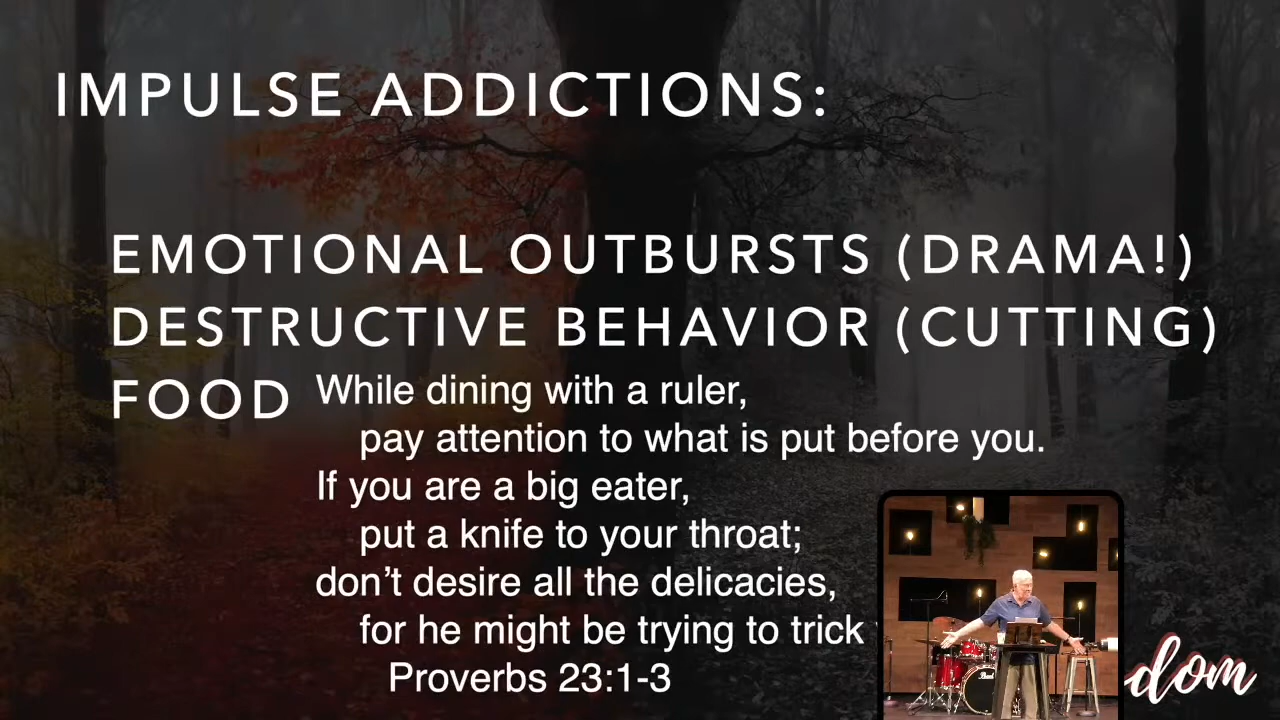 IMPULSE ADDICTIONS:
EMOTIONAL OUTBURSTS (DRAMA!)
DESTRUCTIVE BEHAVIOR (CUTTING)
FOOD
While dining with a ruler,
pay attention to what is put before you.
If you are a big eater,
put a knife to your throat;
don’t desire all the delicacies,
for he might be trying to trick
Proverbs 23:1-3
dom